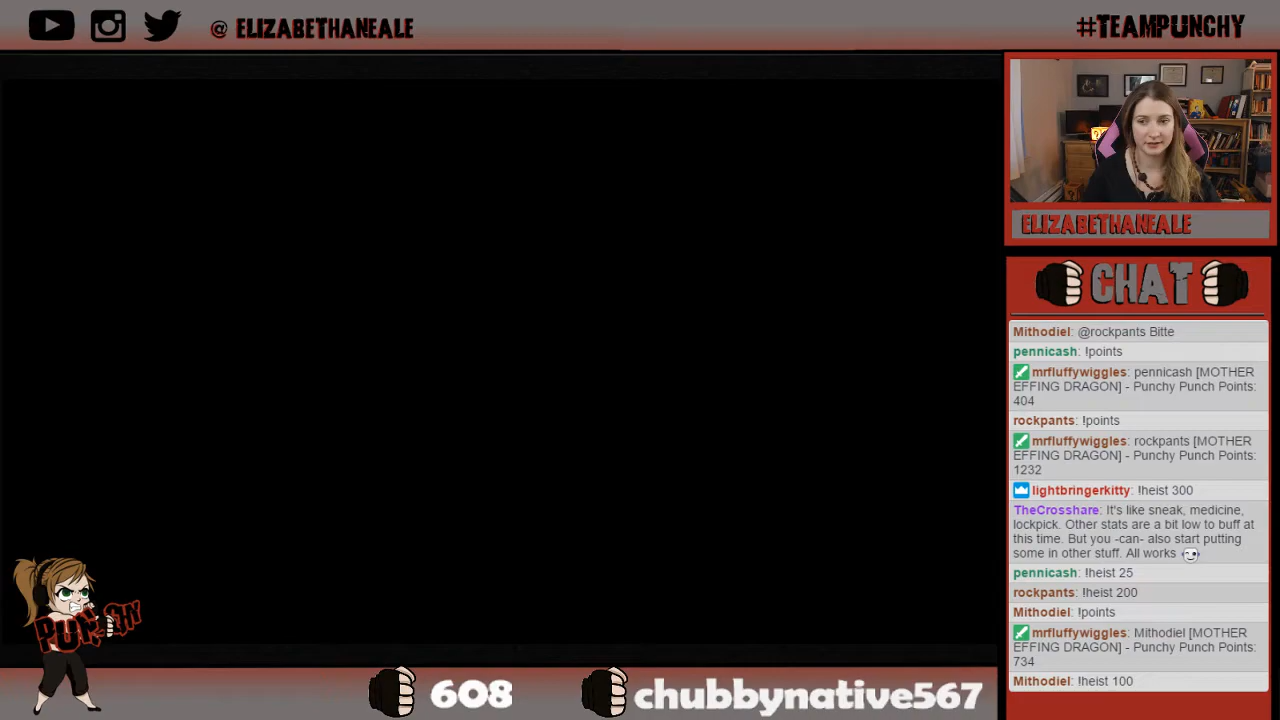 @ ELIZABETHANEALE
#TEAMPUNCHY
ELIZABETHANEALE
CHAT
Mithodiel: @rockpants Bitte
pennicash: !points
mrfluffywiggles: pennicash [MOTHER
EFFING DRAGON] - Punchy Punch Points:
404
rockpants: !points
mrfluffywiggles: rockpants [MOTHER
EFFING DRAGON] - Punchy Punch Points:
1232
lightbringerkitty: !heist 300
TheCrosshare: It's like sneak, medicine,
lockpick. Other stats are a bit low to buff at
this time. But you -can- also start putting
some in other stuff. All works
pennicash: !heist 25
rockpants: !heist 200
Mithodiel: !points
mrfluffywiggles: Mithodiel [MOTHER
EFFING DRAGON] - Punchy Punch Points:
734
Mithodiel: !heist 100
PUNCHY
608
chubbynative567